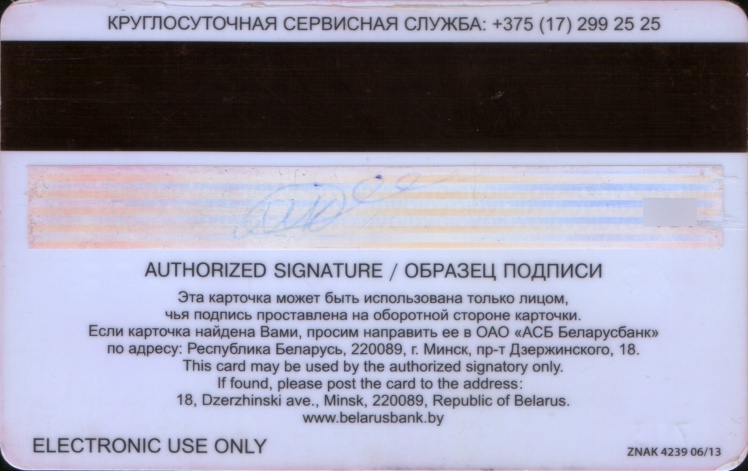 КРУГЛОСУТОЧНАЯ СЕРВИСНАЯ СЛУЖБА: +375 (17) 299 25 25
AUTHORIZED SIGNATURE / ОБРАЗЕЦ ПОДПИСИ
Эта карточка может быть использована только лицом,
чья подпись проставлена на оборотной стороне карточки.
Если карточка найдена Вами, просим направить ее в ОАО «АСБ Беларусбанк»
по адресу: Республика Беларусь, 220089, г. Минск, пр-т Дзержинского, 18.
This card may be used by the authorized signatory only.
If found, please post the card to the address:
18, Dzerzhinski ave., Minsk, 220089, Republic of Belarus.
www.belarusbank.by
ELECTRONIC USE ONLY
ZNAK 4239 06/13